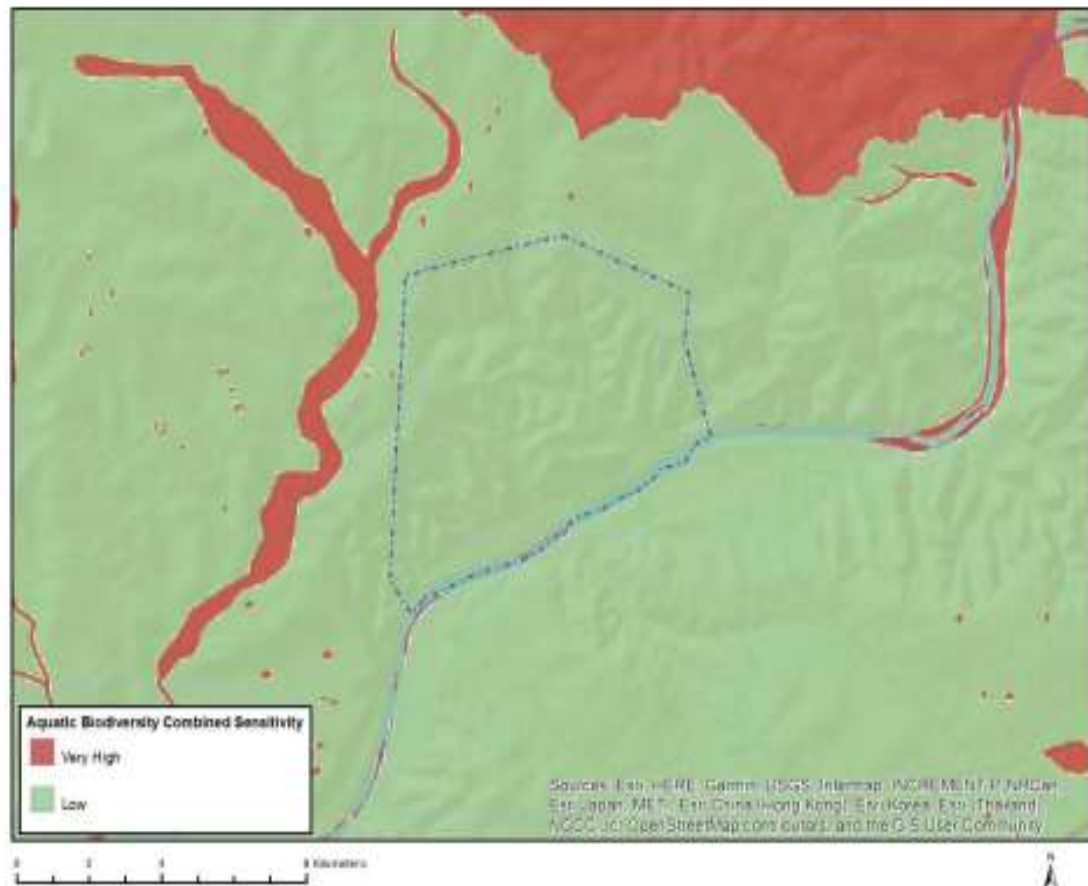 Aquatic Biodiversity Combined Sensitivity
Very High
Low
Sources: Esri, HERE, Garmin, USGS, Intermap, INCREMENT P, NRCan,
Esri Japan, METI, Esri China (Hong Kong), Esri Korea, Esri (Thailand),
NGCC, (c) OpenStreetMap contributors, and the GIS User Community
0 2 4 8 Kilometers
N